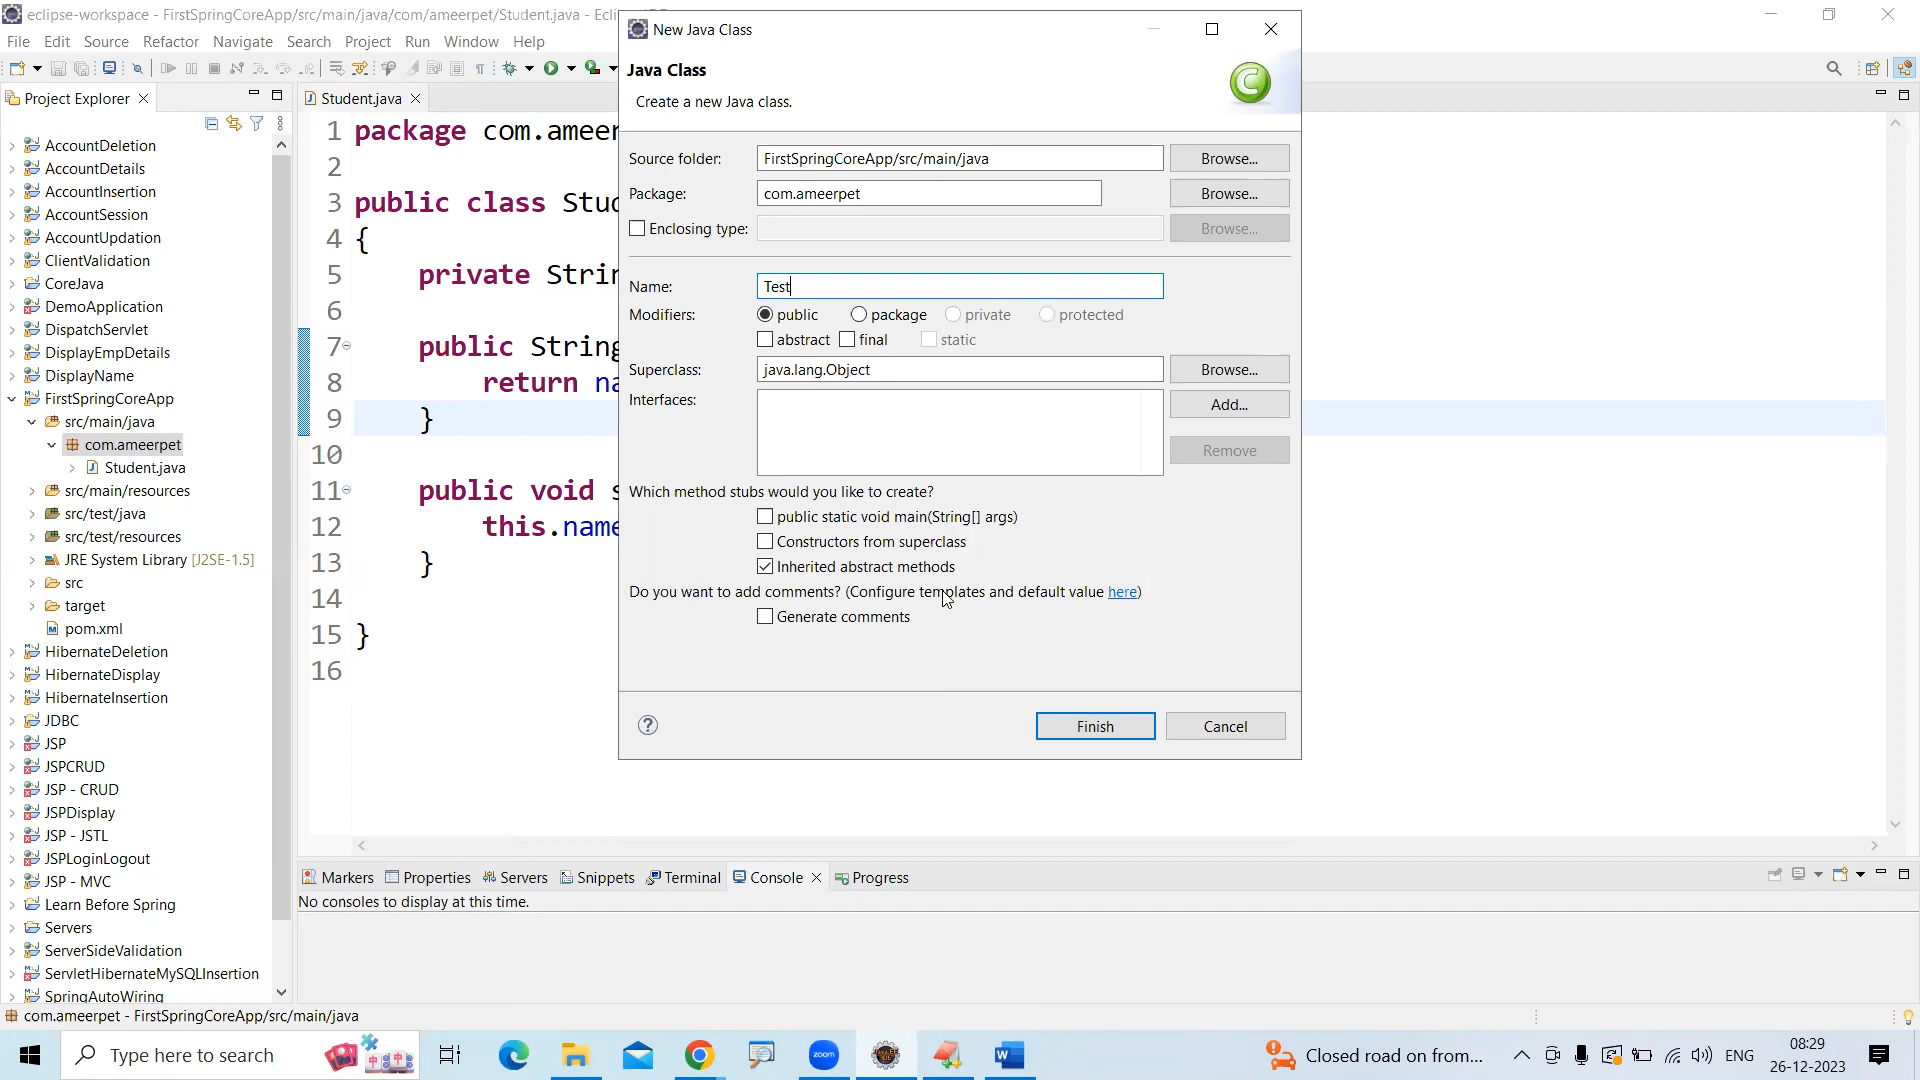 eclipse-workspace - FirstSpringCoreApp/src/main/java/com/ameerpet/Student.java - Ecl
File Edit Source Refactor Navigate Search Project Run Window Help
Project Explorer
AccountDeletion
AccountDetails
AccountInsertion
AccountSession
AccountUpdation
ClientValidation
CoreJava
DemoApplication
DispatchServlet
DisplayEmpDetails
DisplayName
FirstSpringCoreApp
src/main/java
com.ameerpet
Student.java
src/main/resources
src/test/java
src/test/resources
JRE System Library [J2SE-1.5]
src
target
pom.xml
HibernateDeletion
HibernateDisplay
HibernateInsertion
JDBC
JSP
JSPCRUD
JSP - CRUD
JSPDisplay
JSP - JSTL
JSPLoginLogout
JSP - MVC
Learn Before Spring
Servers
ServerSideValidation
ServletHibernateMySQLInsertion
SpringAutoWiring
Student.java
1 package com.ameer
2
3 public class Stud
4 {
5 private Strin
6
7 public String
8 return na
9 }
10
11 public void s
12 this.name
13 }
14
15 }
16
New Java Class
Java Class
Create a new Java class.
Source folder: FirstSpringCoreApp/src/main/java Browse...
Package: com.ameerpet Browse...
Enclosing type: Browse...
Name: Test
Modifiers: public package private protected
abstract final static
Superclass: java.lang.Object Browse...
Interfaces: Add...
Remove
Which method stubs would you like to create?
public static void main(String[] args)
Constructors from superclass
Inherited abstract methods
Do you want to add comments? (Configure templates and default value here)
Generate comments
Finish Cancel
Markers Properties Servers Snippets Terminal Console Progress
No consoles to display at this time.
com.ameerpet - FirstSpringCoreApp/src/main/java
Type here to search
zoom
Closed road on from...
ENG
08:29
26-12-2023